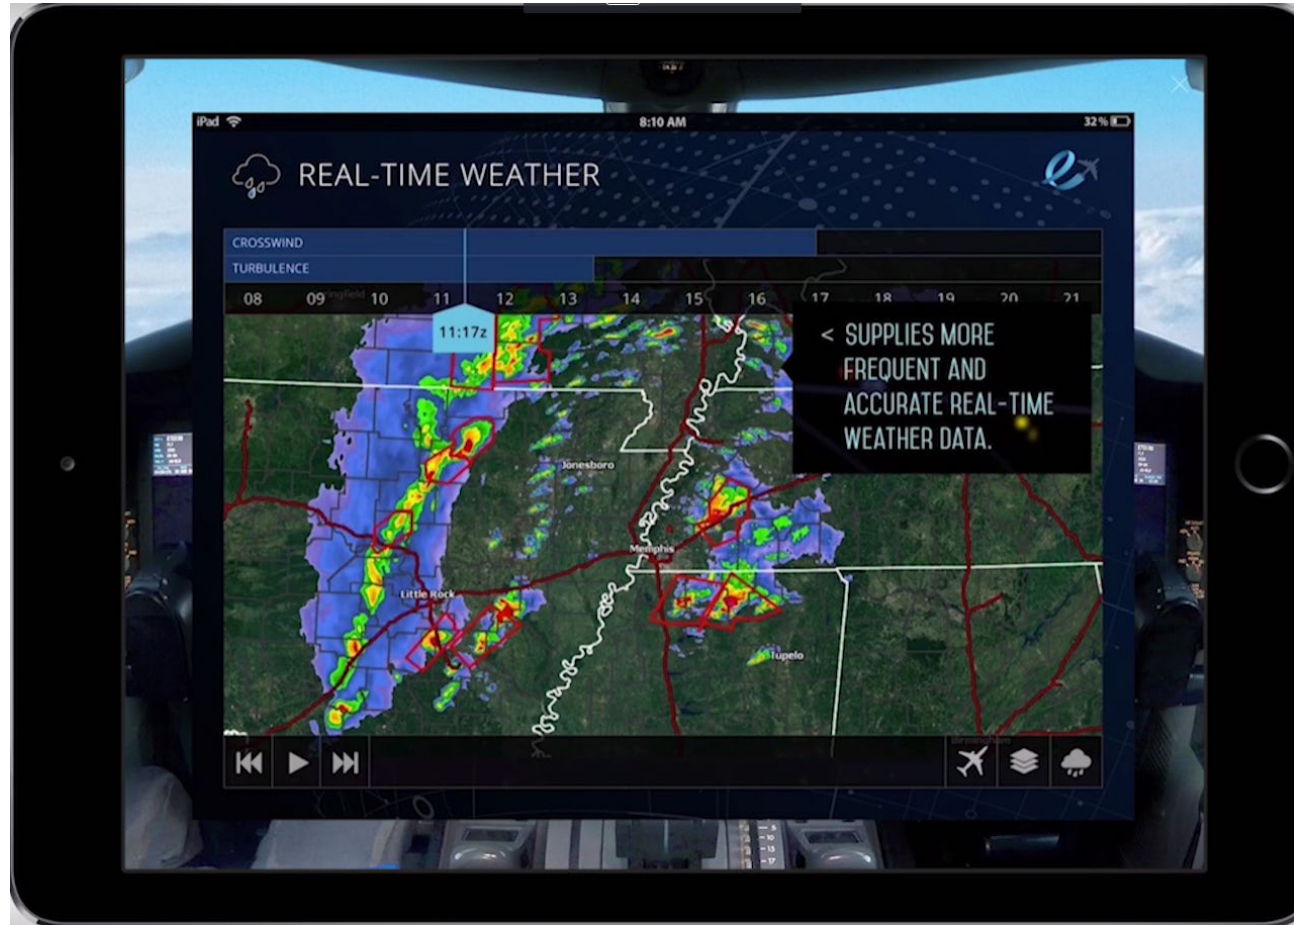 iPad 8:10 AM 32%
REAL-TIME WEATHER
CROSSWIND
TURBULENCE
08 09 10 11 12 13 14 15 16 17 18 19 20 21
11:17z
< SUPPLIES MORE
FREQUENT AND
ACCURATE REAL-TIME
WEATHER DATA.
Jonesboro
Memphis
Little Rock
Tupelo
Birmingham